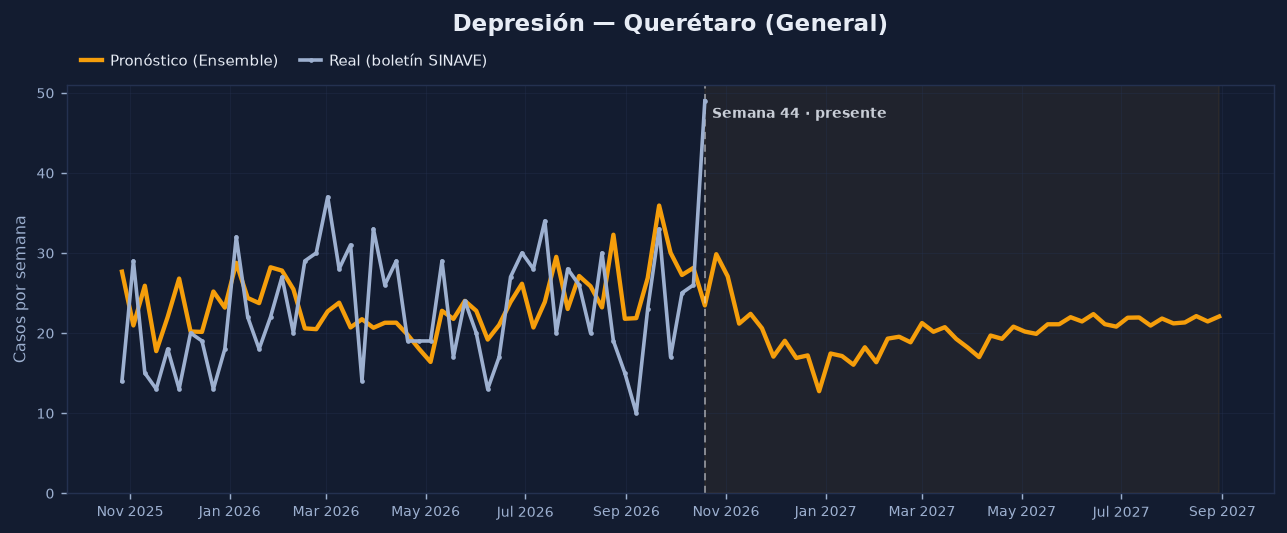 Depresión — Querétaro (General)
Pronóstico (Ensemble) Real (boletín SINAVE)
Semana 44 · presente
Casos por semana
50
40
30
20
10
0
Nov 2025 Jan 2026 Mar 2026 May 2026 Jul 2026 Sep 2026 Nov 2026 Jan 2027 Mar 2027 May 2027 Jul 2027 Sep 2027